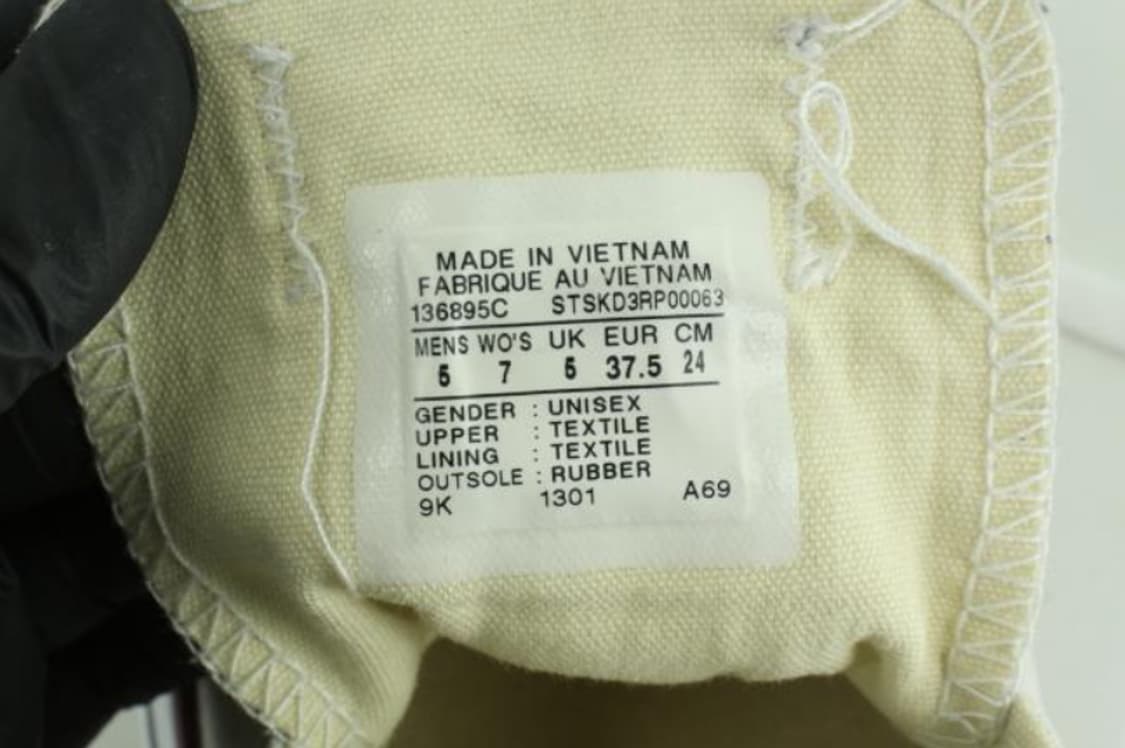 MADE IN VIETNAM
FABRIQUE AU VIETNAM
136895C STSKD3RP00063
MENS WO'S UK EUR CM
5 7 5 37.5 24
GENDER : UNISEX
UPPER : TEXTILE
LINING : TEXTILE
OUTSOLE : RUBBER
9K 1301 A69